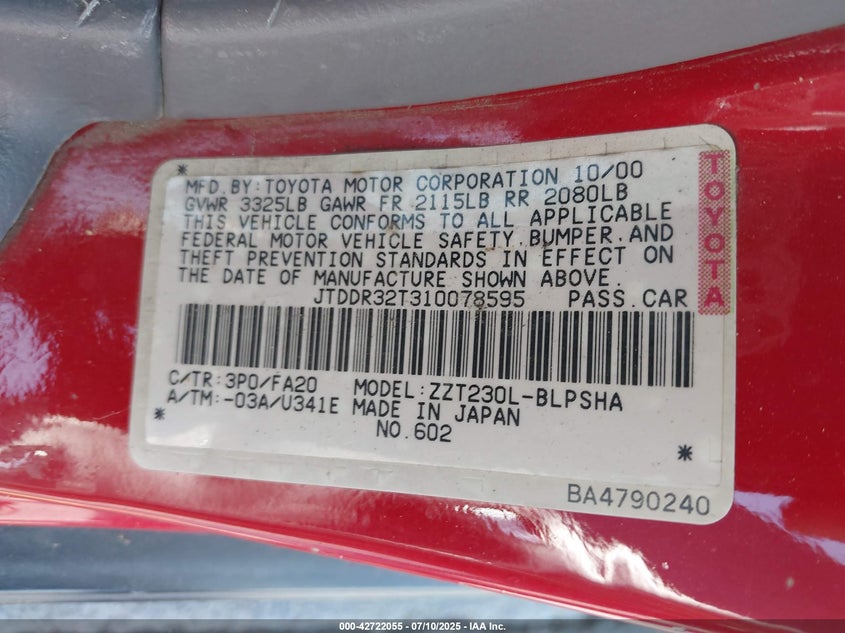 MFD.BY:TOYOTA MOTOR CORPORATION 10/00
GVWR 3325LB GAWR FR 2115LB RR 2080LB
THIS VEHICLE CONFORMS TO ALL APPLICABLE
FEDERAL MOTOR VEHICLE SAFETY,BUMPER,AND
THEFT PREVENTION STANDARDS IN EFFECT ON
THE DATE OF MANUFACTURE SHOWN ABOVE.
JTDDR32T310078595 PASS.CAR
C/TR:3P0/FA20 MODEL:ZZT230L-BLPSHA
A/TM:-03A/U341E MADE IN JAPAN
NO.602
BA4790240
TOYOTA
000-42722055 - 07/10/2025 - IAA Inc.